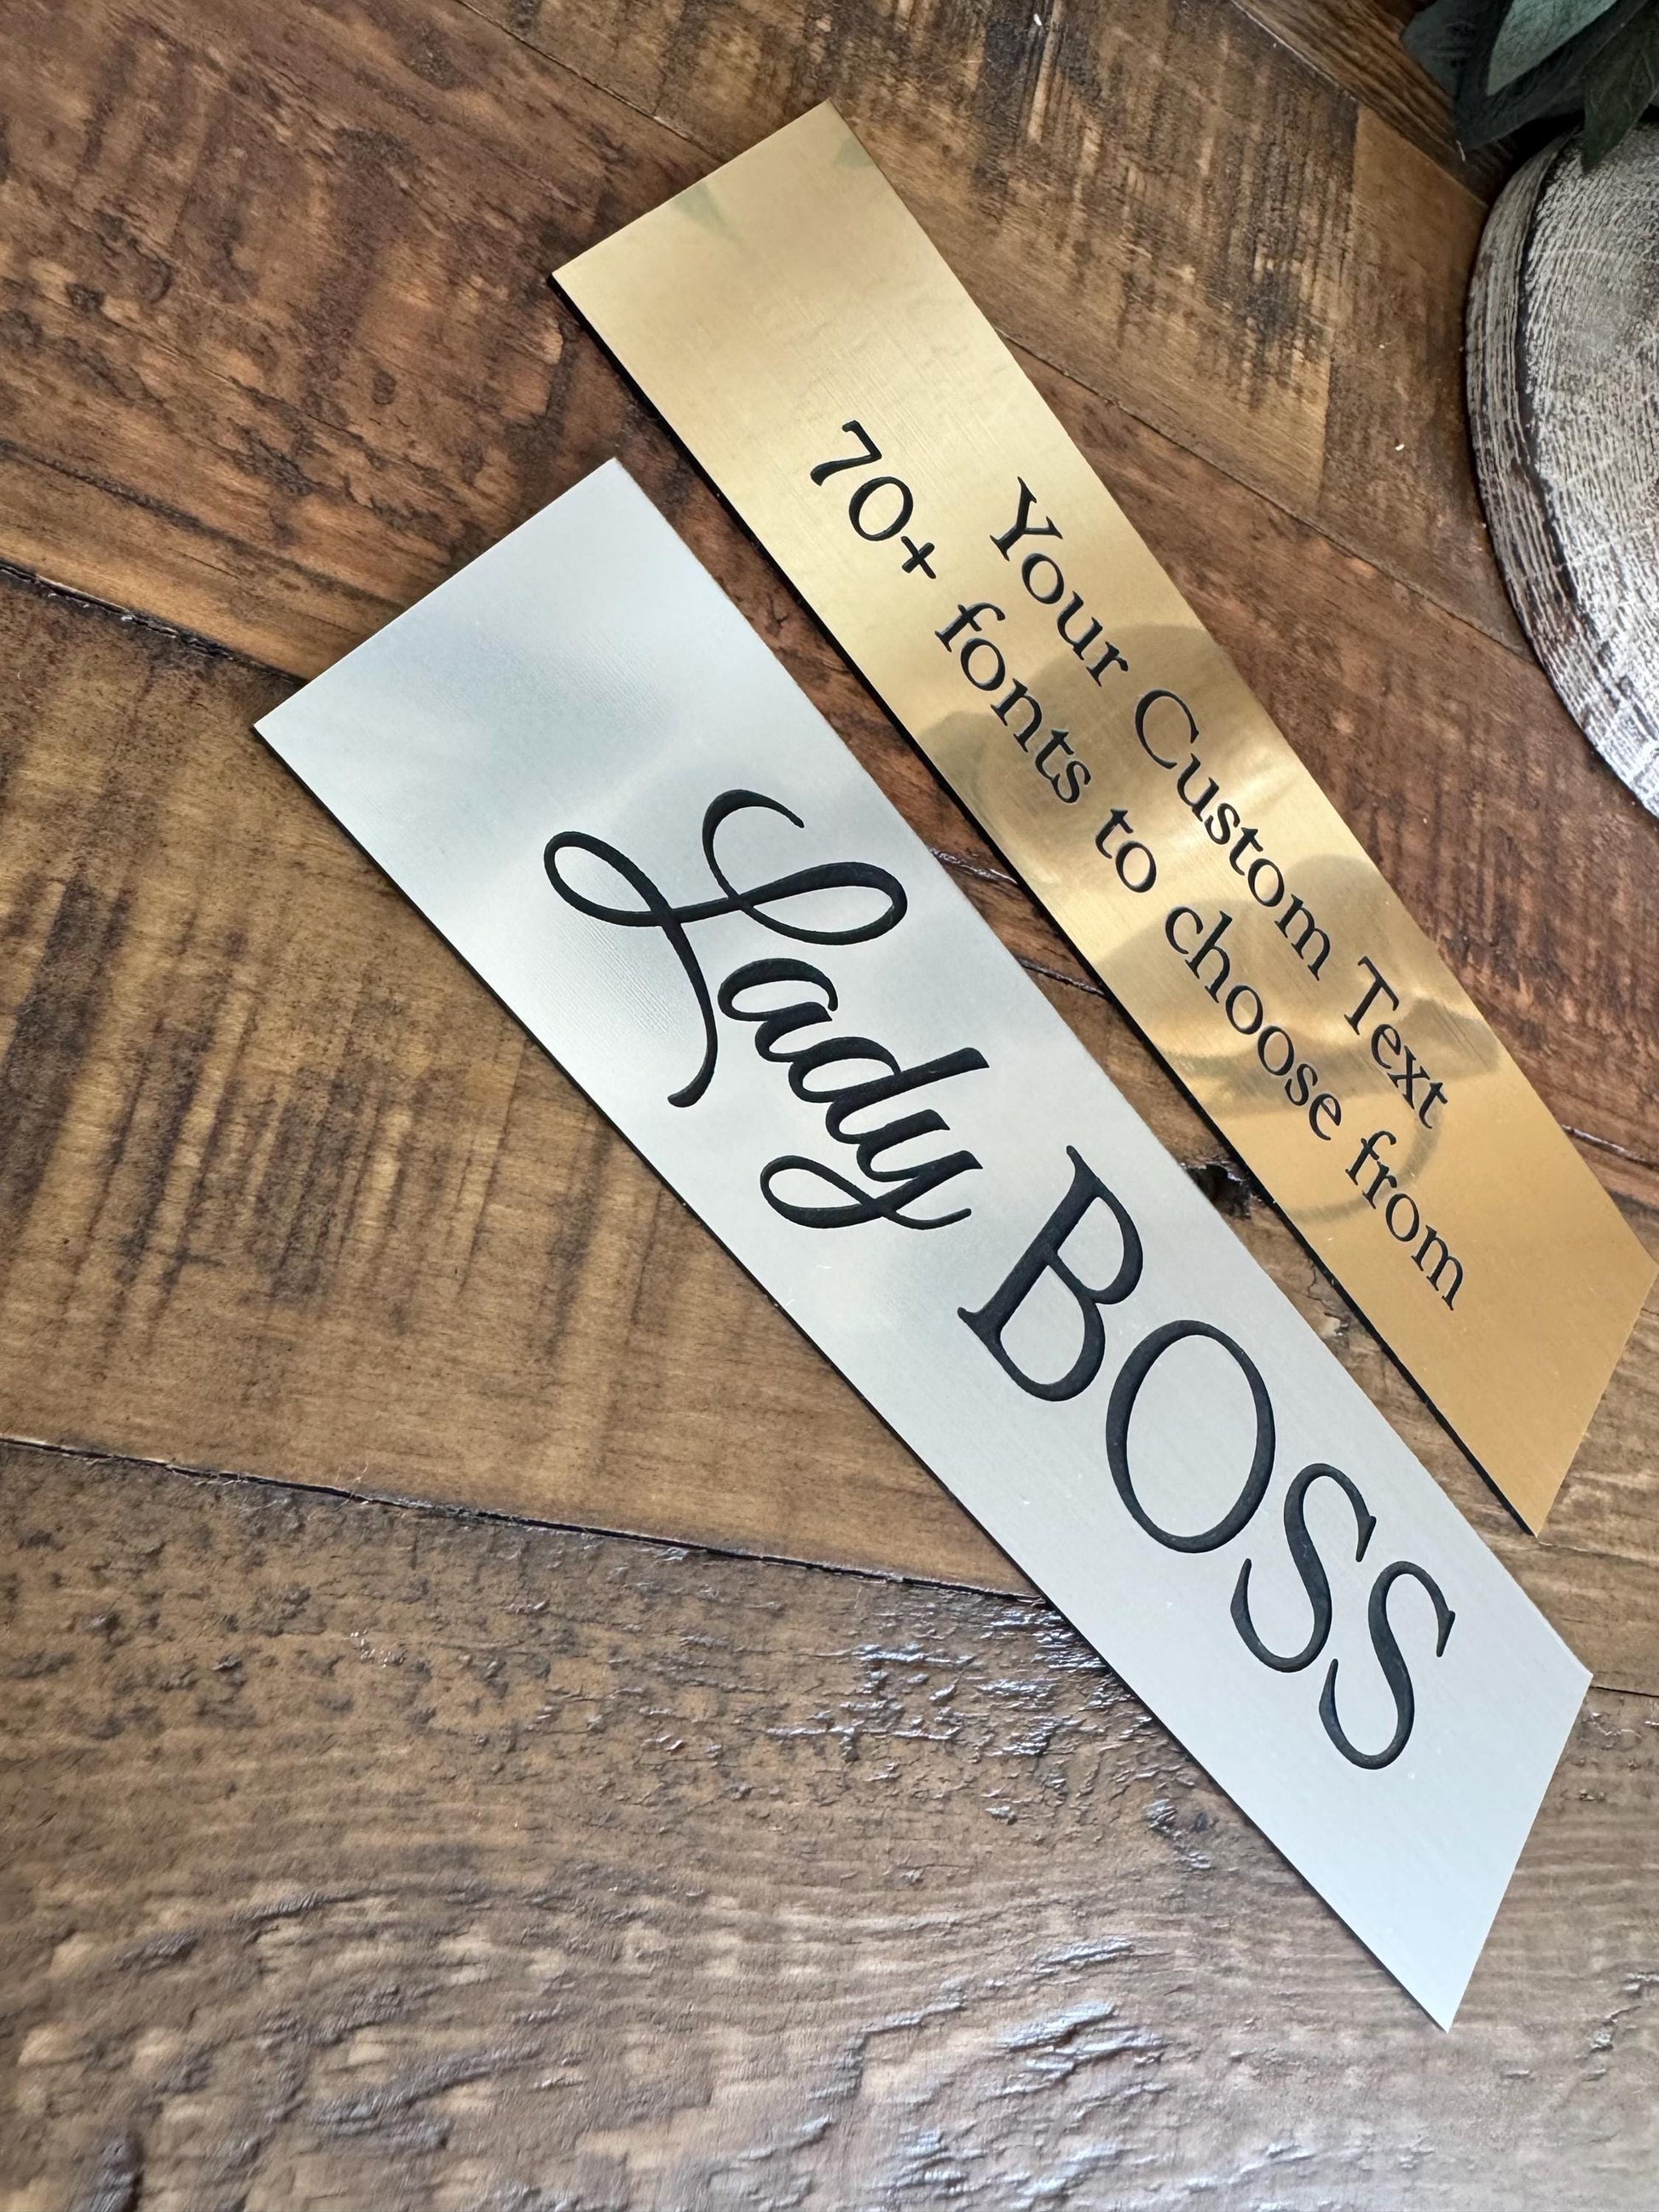 Your Custom Text
70+ fonts to choose from
Lady BOSS